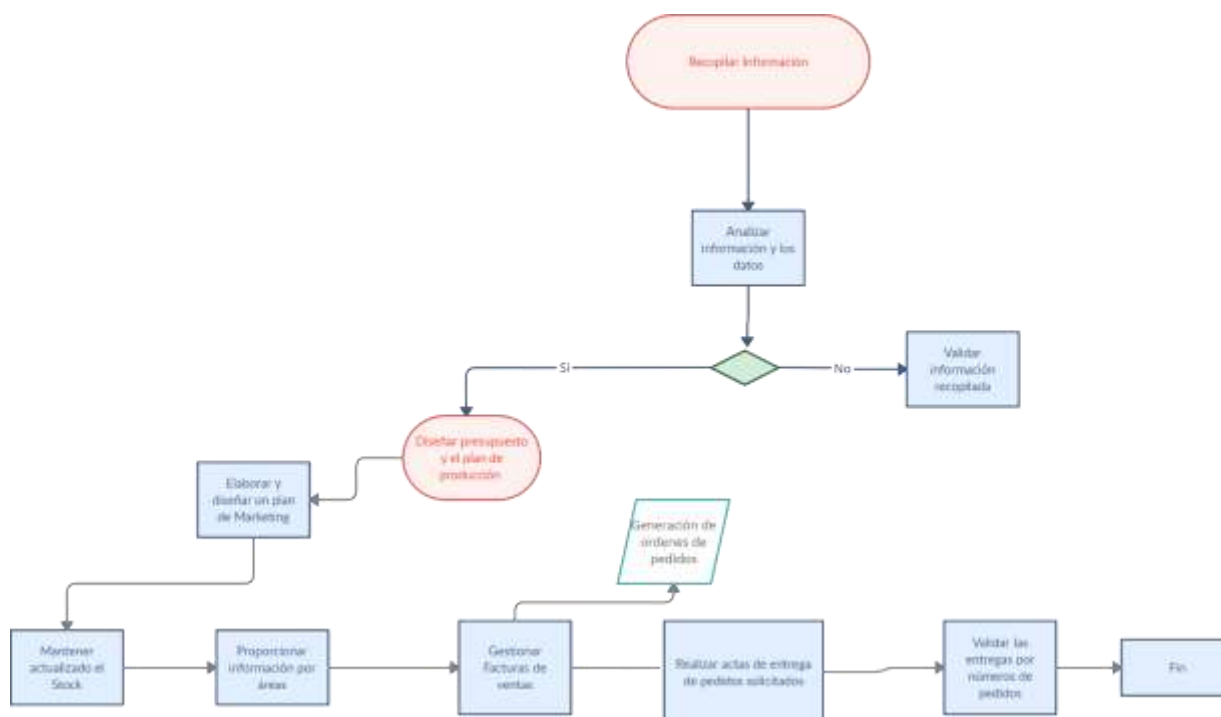 Recopilar Información
Analizar
información y los
datos
Si
No
Validar
información
recopilada
Diseñar presupuesto
y el plan de
producción
Elaborar y
diseñar un plan
de Marketing
Generación de
ordenes de
pedidos
Mantener
actualizado el
Stock
Proporcionar
información por
áreas
Gestionar
Facturas de
ventas
Realizar actas de entrega
de pedidos solicitados
Validar las
entregas por
números de
pedidos
Fin